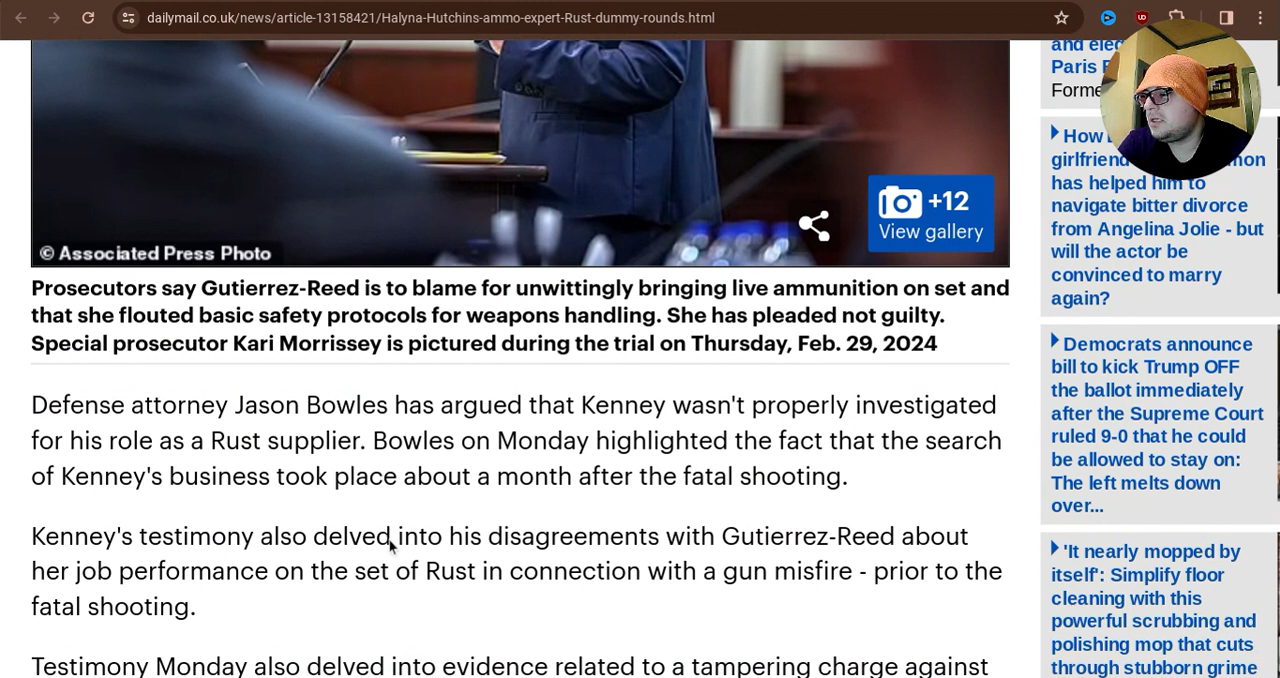 dailymail.co.uk/news/article-13158421/Halyna-Hutchins-ammo-expert-Rust-dummy-rounds.html
+12
View gallery
© Associated Press Photo
Prosecutors say Gutierrez-Reed is to blame for unwittingly bringing live ammunition on set and
that she flouted basic safety protocols for weapons handling. She has pleaded not guilty.
Special prosecutor Kari Morrissey is pictured during the trial on Thursday, Feb. 29, 2024
Defense attorney Jason Bowles has argued that Kenney wasn't properly investigated
for his role as a Rust supplier. Bowles on Monday highlighted the fact that the search
of Kenney's business took place about a month after the fatal shooting.
Kenney's testimony also delved into his disagreements with Gutierrez-Reed about
her job performance on the set of Rust in connection with a gun misfire - prior to the
fatal shooting.
Testimony Monday also delved into evidence related to a tampering charge against
and
Paris
How
girlfriend
has helped him to
navigate bitter divorce
from Angelina Jolie - but
will the actor be
convinced to marry
again?
Democrats announce
bill to kick Trump OFF
the ballot immediately
after the Supreme Court
ruled 9-0 that he could
be allowed to stay on:
The left melts down
over...
'It nearly mopped by
itself': Simplify floor
cleaning with this
powerful scrubbing and
polishing mop that cuts
through stubborn grime